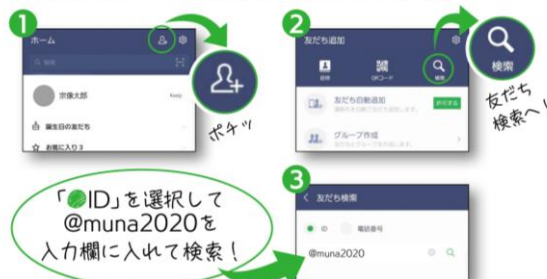 1
ホーム
検索
宗像太郎
Keep
誕生日の友だち
お気に入り 3
ポチッ
2
友だち追加
招待
QRコード
検索
友だち自動追加
許可する
グループ作成
検索
友だち
検索へ!
「ID」を選択して
@muna2020を
入力欄に入れて検索!
3
友だち検索
ID
電話番号
@muna2020